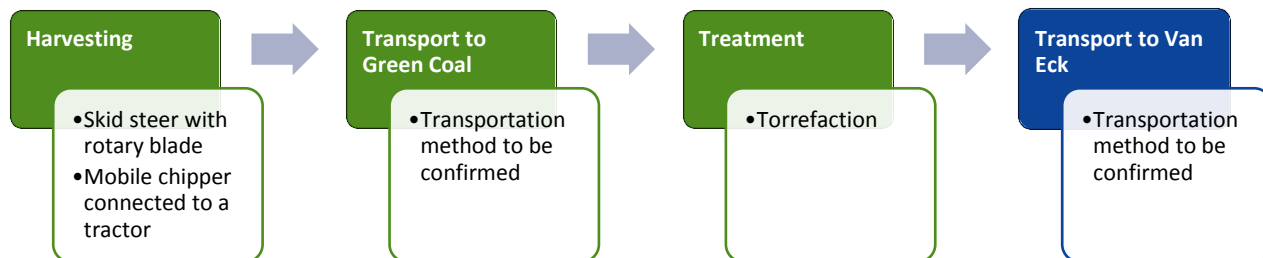 Harvesting
•Skid steer with
rotary blade
•Mobile chipper
connected to a
tractor
Transport to
Green Coal
•Transportation
method to be
confirmed
Treatment
•Torrefaction
Transport to Van
Eck
•Transportation
method to be
confirmed